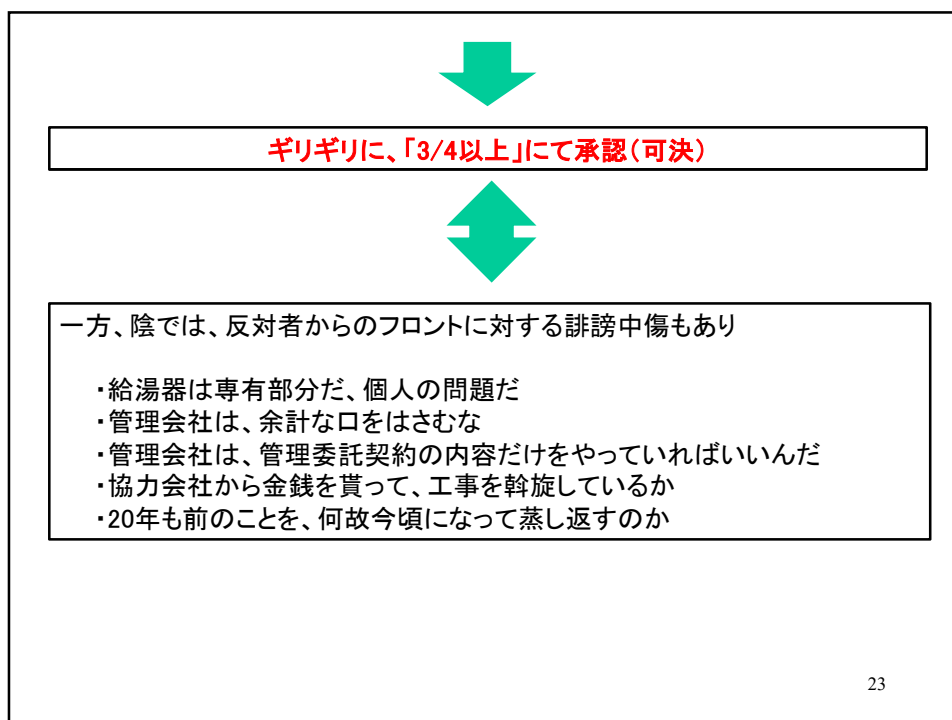 ギリギリに、「3/4以上」にて承認(可決)
一方、陰では、反対者からのフロントに対する誹謗中傷もあり
・給湯器は専有部分だ、個人の問題だ
・管理会社は、余計な口をはさむな
・管理会社は、管理委託契約の内容だけをやっていればいいんだ
・協力会社から金銭を貰って、工事を斡旋しているか
・20年も前のことを、何故今頃になって蒸し返すのか
23